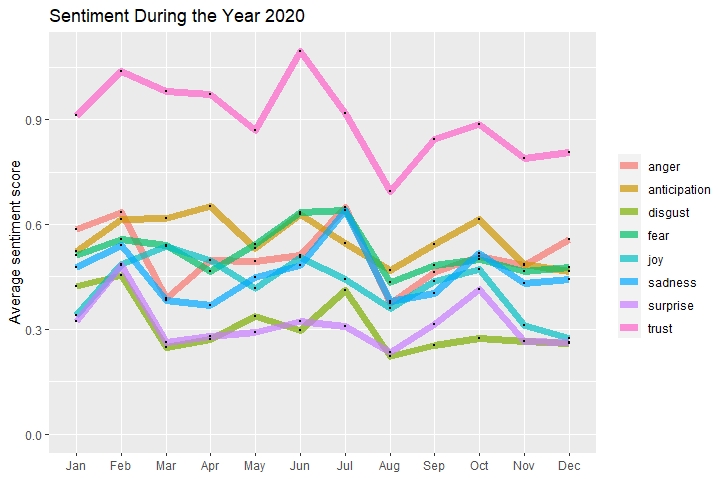 Sentiment During the Year 2020
Average sentiment score
0.9
0.6
0.3
0.0
Jan Feb Mar Apr May Jun Jul Aug Sep Oct Nov Dec
anger
anticipation
disgust
fear
joy
sadness
surprise
trust